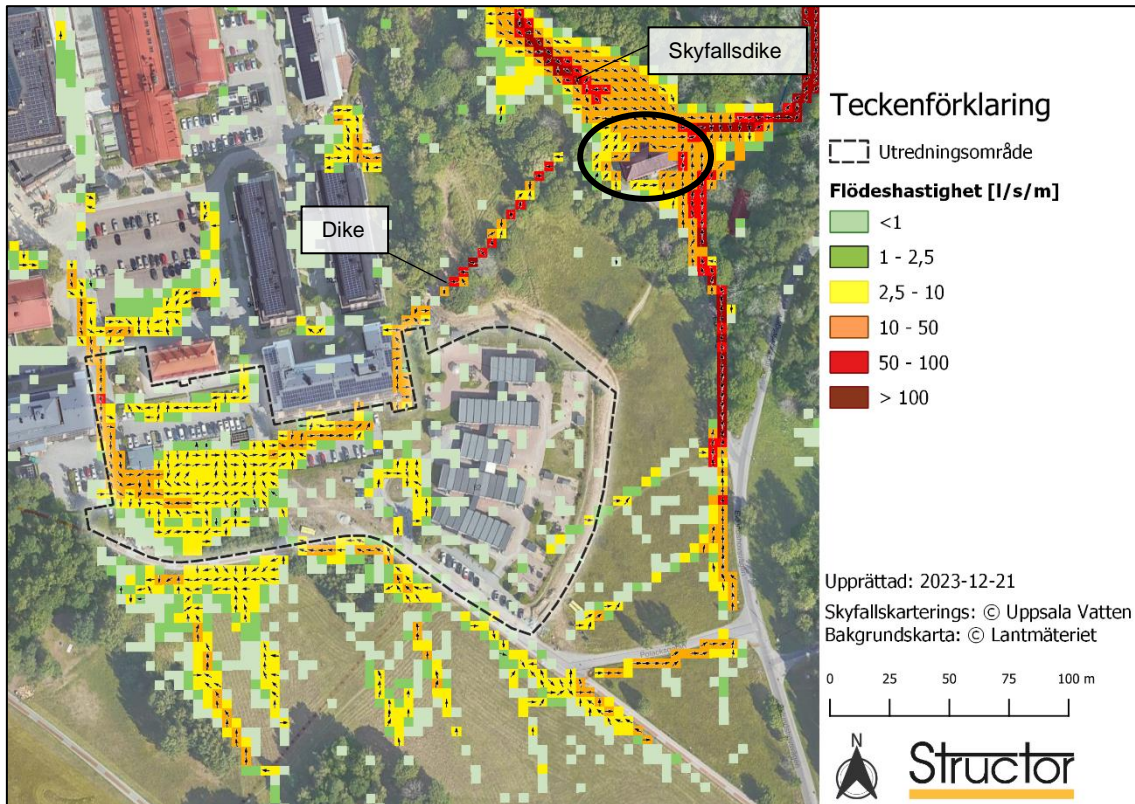 Skyfallsdike
Dike
Teckenförklaring
Utredningsområde
Flödeshastighet [l/s/m]
<1
1 - 2,5
2,5 - 10
10 - 50
50 - 100
> 100
Upprättad: 2023-12-21
Skyfallskarterings: © Uppsala Vatten
Bakgrundskarta: © Lantmäteriet
0 25 50 75 100 m
N
Structor